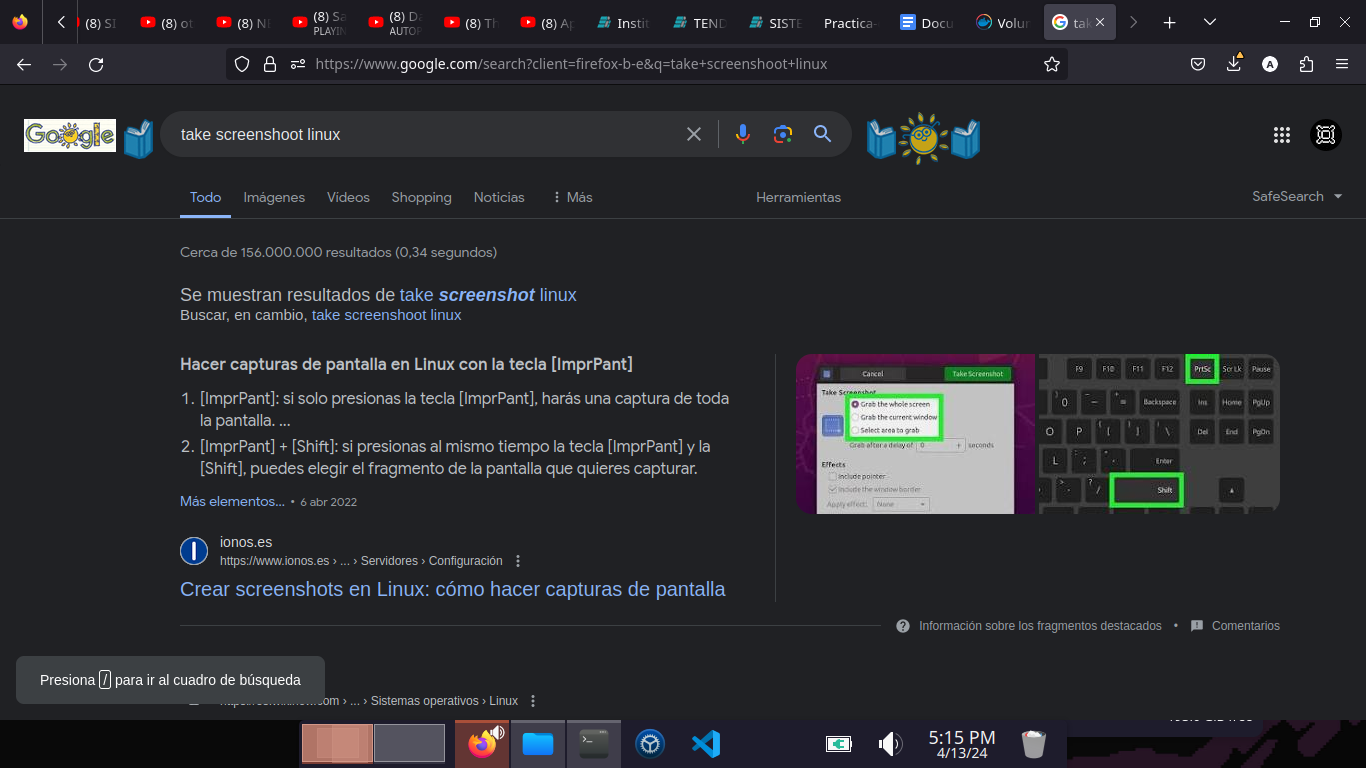 (8) SI
(8) ot
(8) NE
(8) Sa
PLAYIN
(8) Da
AUTOP
(8) Th
(8) Ap
Instit
TEND
SISTE
Practica-
Docu
Volur
tak
https://www.google.com/search?client=firefox-b-e&q=take+screenshoot+linux
A
Google
take screenshoot linux
Todo
Imágenes
Vídeos
Shopping
Noticias
Más
Herramientas
SafeSearch
Cerca de 156.000.000 resultados (0,34 segundos)
Se muestran resultados de take screenshot linux
Buscar, en cambio, take screenshoot linux
Hacer capturas de pantalla en Linux con la tecla [ImprPant]
1. [ImprPant]: si solo presionas la tecla [ImprPant], harás una captura de toda
la pantalla. ...
2. [ImprPant] + [Shift]: si presionas al mismo tiempo la tecla [ImprPant] y la
[Shift], puedes elegir el fragmento de la pantalla que quieres capturar.
Más elementos... • 6 abr 2022
ionos.es
https://www.ionos.es › ... › Servidores › Configuración
Crear screenshots en Linux: cómo hacer capturas de pantalla
Cancel
Take Screenshot
Take Screenshot
Grab the whole screen
Grab the current window
Select area to grab
Grab after a delay of 0 + seconds
Effects
Include pointer
Include the window border
Apply effect: None
F9 F10 F11 F12 PrtSc Scr Lk Pause
Backspace Ins Home PgUp
O P Del End PgDn
L Enter
Shift
Información sobre los fragmentos destacados • Comentarios
Presiona / para ir al cuadro de búsqueda
.com › ... › Sistemas operativos › Linux
5:15 PM
4/13/24